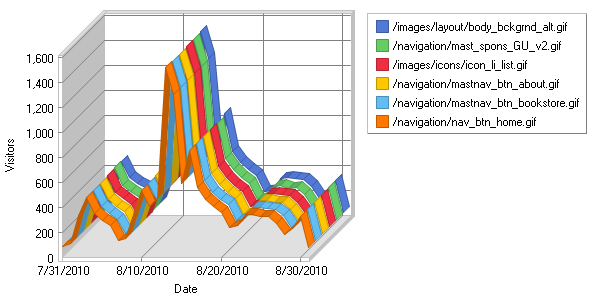 1,600
1,400
1,200
1,000
800
600
400
200
0
Visitors
7/31/2010
8/10/2010
8/20/2010
8/30/2010
Date
/images/layout/body_bckgrnd_alt.gif
/navigation/mast_spons_GU_v2.gif
/images/icons/icon_li_list.gif
/navigation/mastnav_btn_about.gif
/navigation/mastnav_btn_bookstore.gif
/navigation/nav_btn_home.gif